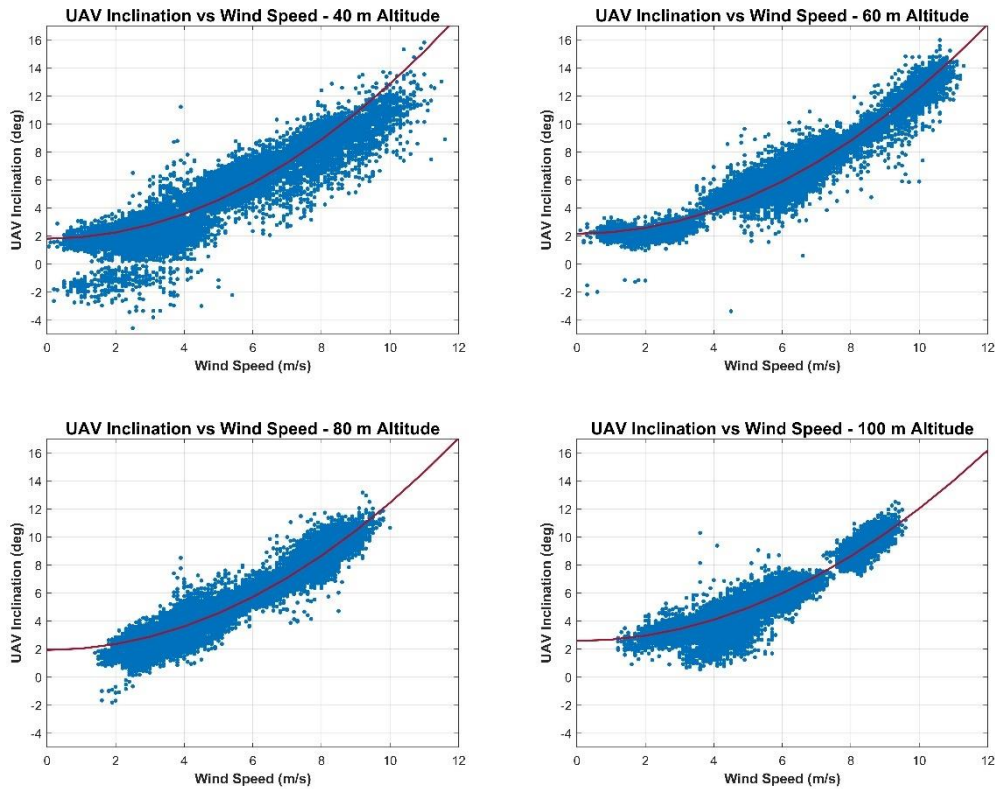 UAV Inclination vs Wind Speed - 40 m Altitude
16
14
12
10
8
6
4
2
0
-2
-4
UAV Inclination (deg)
0 2 4 6 8 10 12
Wind Speed (m/s)
UAV Inclination vs Wind Speed - 60 m Altitude
16
14
12
10
8
6
4
2
0
-2
-4
UAV Inclination (deg)
0 2 4 6 8 10 12
Wind Speed (m/s)
UAV Inclination vs Wind Speed - 80 m Altitude
16
14
12
10
8
6
4
2
0
-2
-4
UAV Inclination (deg)
0 2 4 6 8 10 12
Wind Speed (m/s)
UAV Inclination vs Wind Speed - 100 m Altitude
16
14
12
10
8
6
4
2
0
-2
-4
UAV Inclination (deg)
0 2 4 6 8 10 12
Wind Speed (m/s)